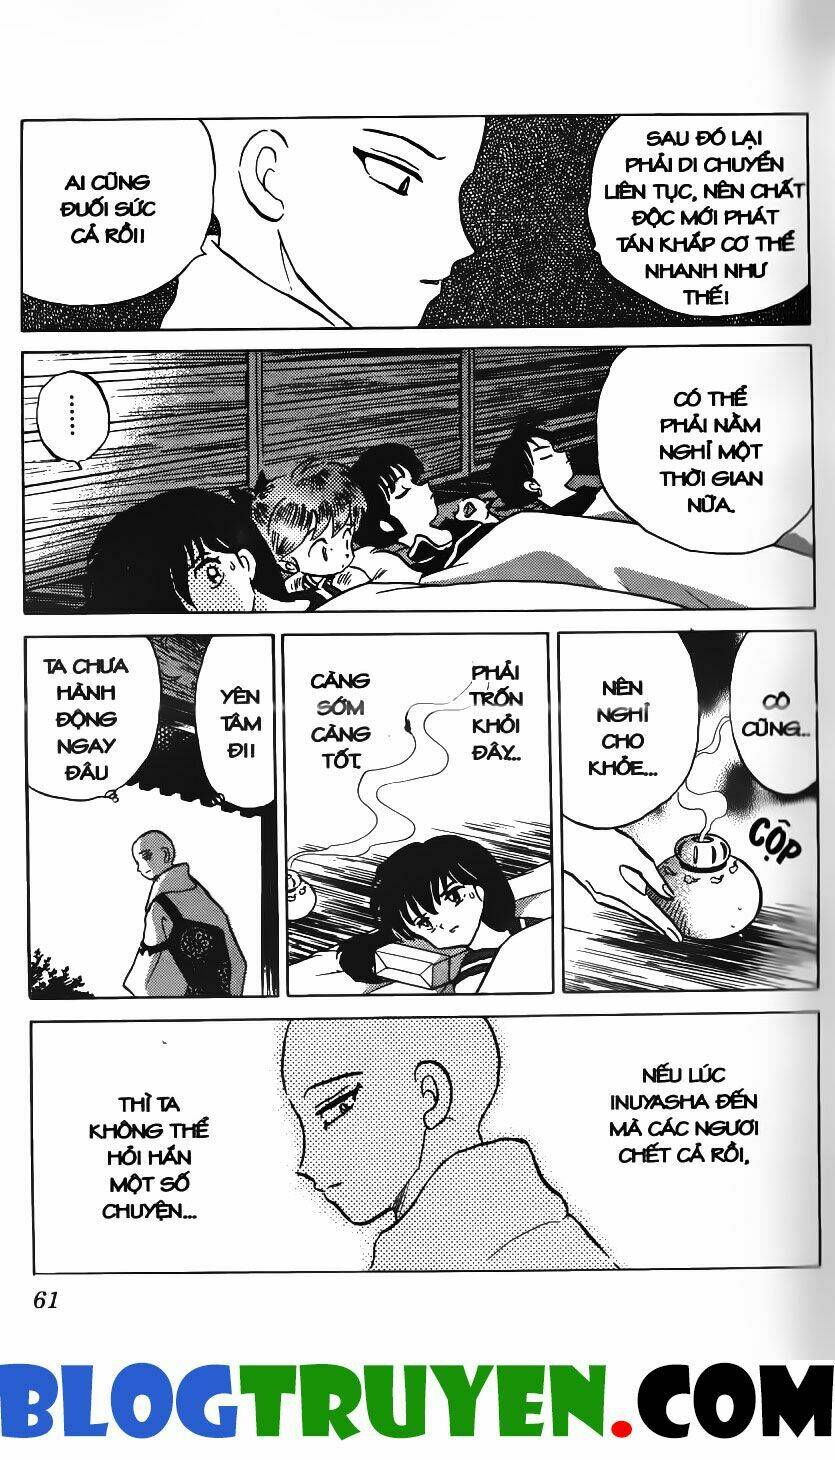 SAU ĐÓ LẠI
PHẢI DI CHUYỂN
LIÊN TỤC, NÊN CHẤT
ĐỘC MỚI PHÁT
TÁN KHẮP CƠ THỂ
NHANH NHƯ
THẾ!
AI CŨNG
ĐUỐI SỨC
CẢ RỒI!
CÓ THỂ
PHẢI NẰM
NGHỈ MỘT
THỜI GIAN
NỮA.
.......
CÔ
CŨNG...
NÊN
NGHỈ
CHO
KHỎE...
CỘP
PHẢI
TRỐN
KHỎI
ĐÂY...
CÀNG
SỚM
CÀNG
TỐT.
YÊN
TÂM
ĐI!
TA CHƯA
HÀNH
ĐỘNG
NGAY
ĐÂU
NẾU LÚC
INUYASHA ĐẾN
MÀ CÁC NGƯƠI
CHẾT CẢ RỒI,
THÌ TA
KHÔNG THỂ
HỎI HẮN
MỘT SỐ
CHUYỆN...
61
BLOGTRUYEN.COM